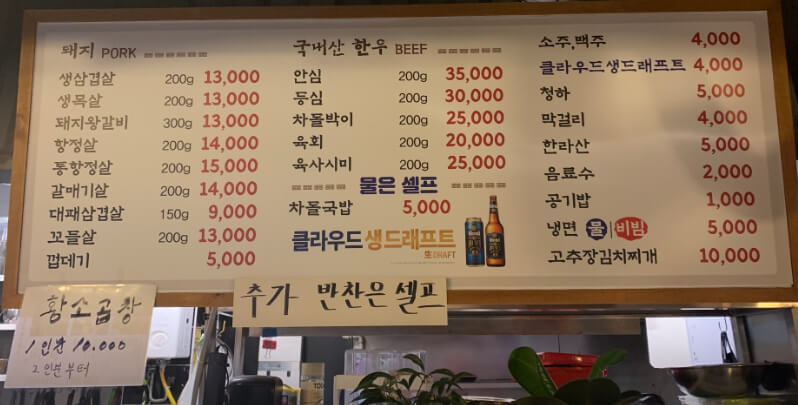 돼지 PORK
생삼겹살 200g 13,000
생목살 200g 13,000
돼지왕갈비 300g 13,000
항정살 200g 14,000
통항정살 200g 15,000
갈매기살 200g 14,000
대패삼겹살 150g 9,000
꼬들살 200g 13,000
껍데기 5,000
국내산 한우 BEEF
안심 200g 35,000
등심 200g 30,000
차돌박이 200g 25,000
육회 200g 20,000
육사시미 200g 25,000
물은 셀프
차돌국밥 5,000
클라우드 생드래프트
生 DRAFT
소주,맥주 4,000
클라우드생드래프트 4,000
청하 5,000
막걸리 4,000
한라산 5,000
음료수 2,000
공기밥 1,000
냉면 물 비빔 5,000
고추장김치찌개 10,000
황소곱창
1인분 10.000
2인분부터
추가 반찬은 셀프